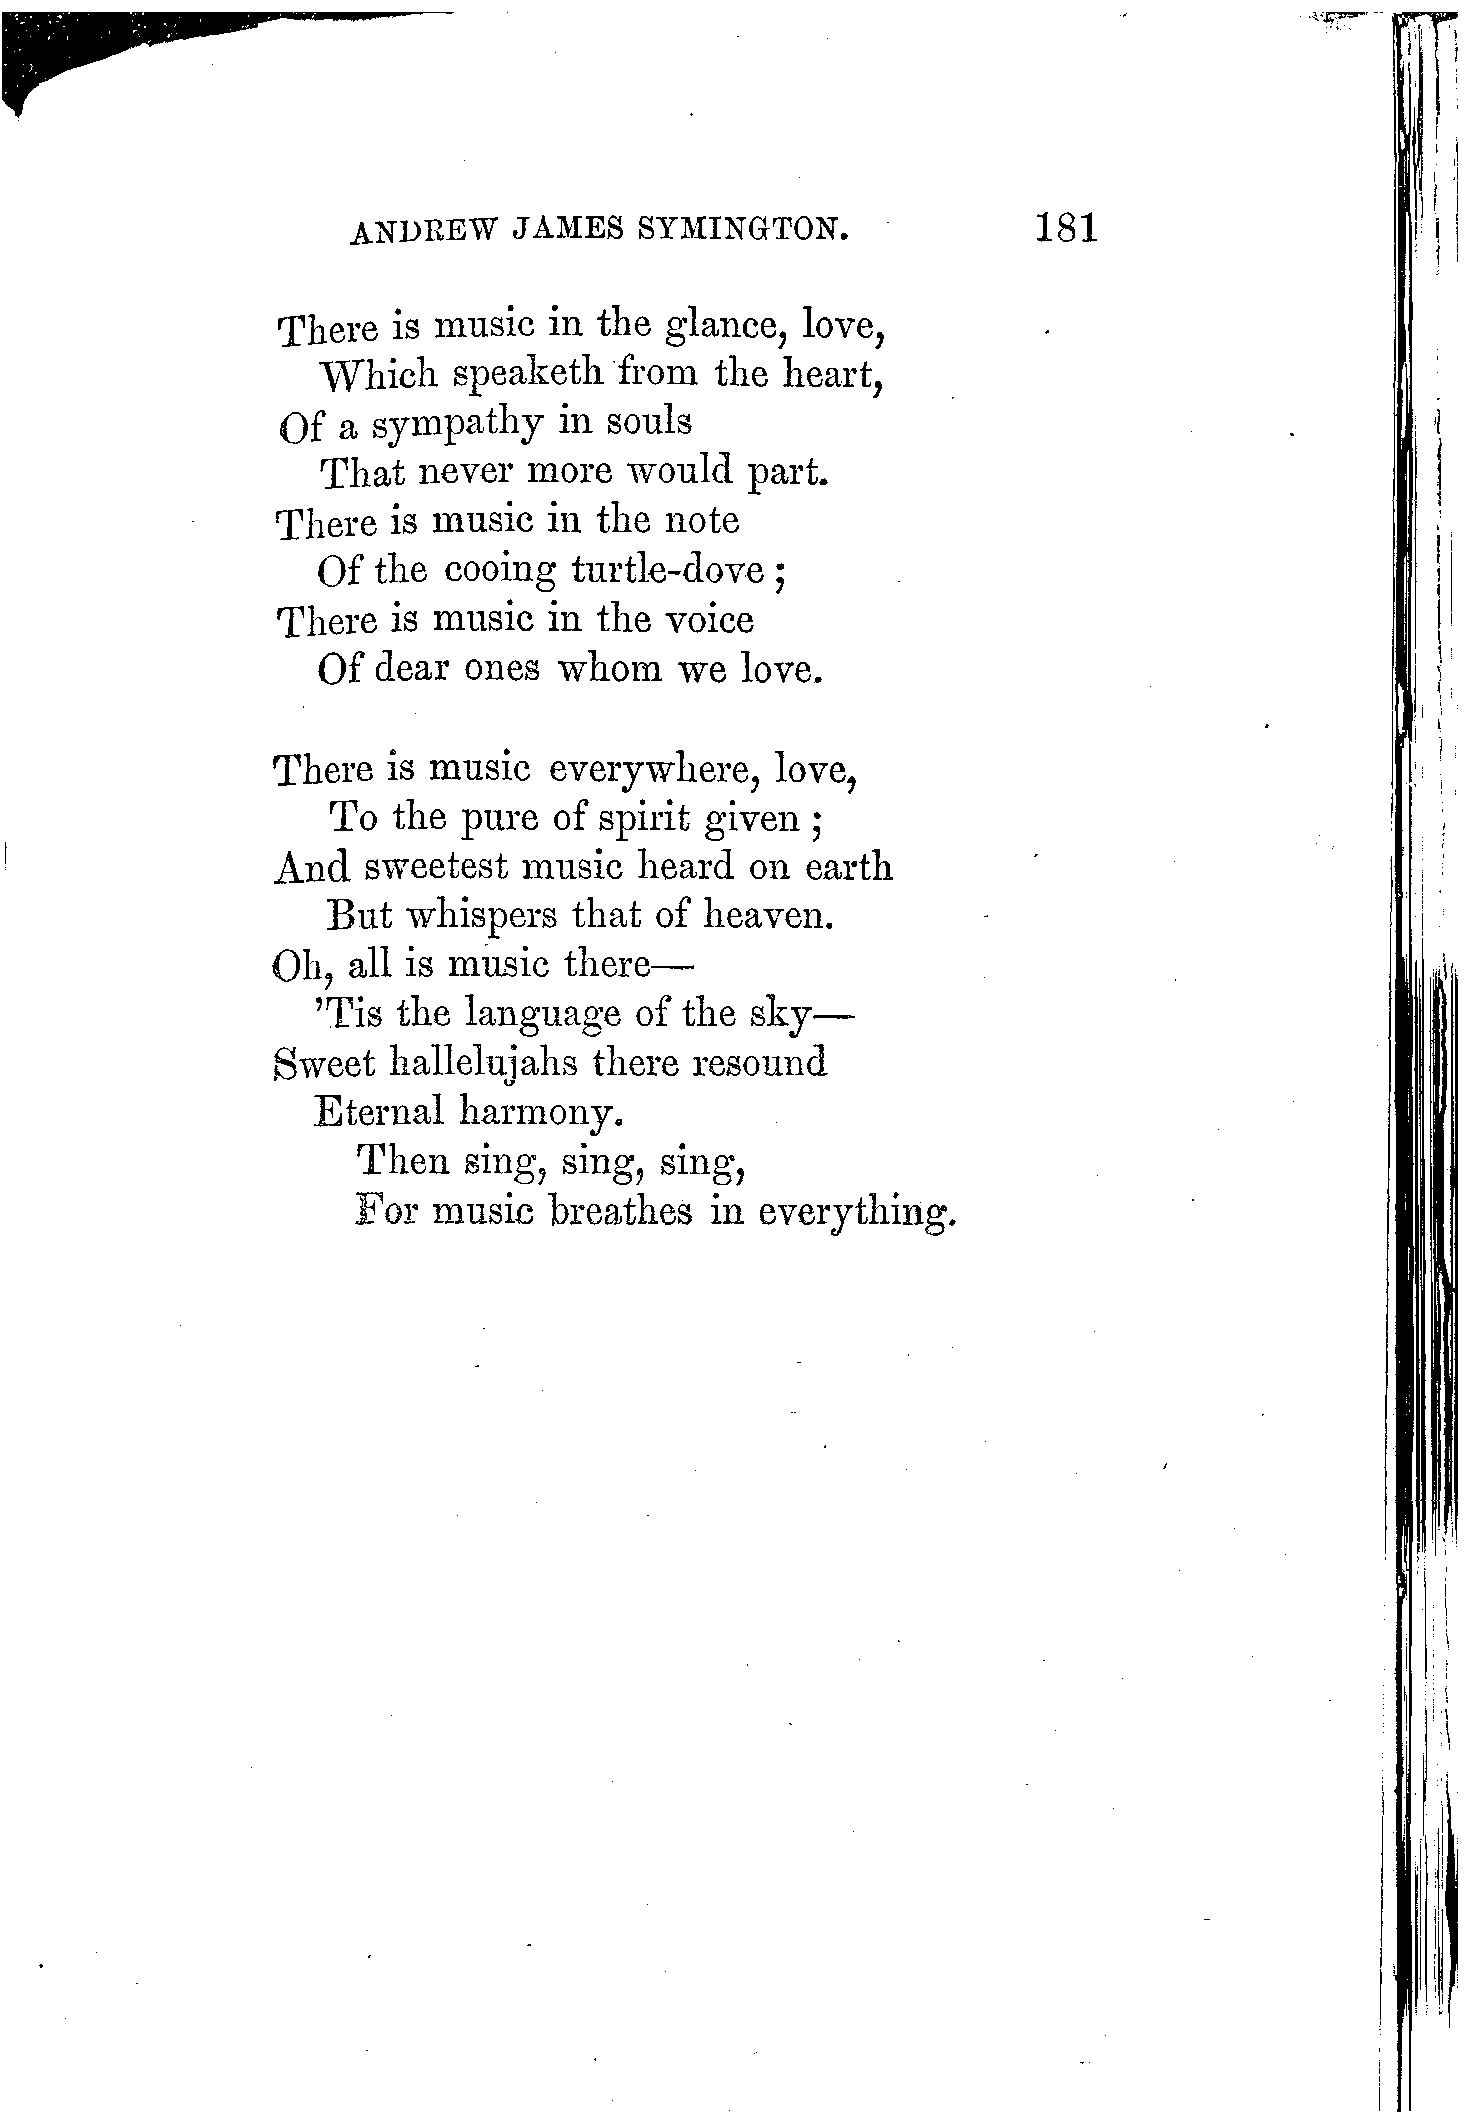 ANDREW JAMES SYMINGTON. 181
There is music in the glance, love,
Which speaketh from the heart,
Of a sympathy in souls
That never more would part.
There is music in the note
Of the cooing turtle-dove ;
There is music in the voice
Of dear ones whom we love.
There is music everywhere, love,
To the pure of spirit given ;
And sweetest music heard on earth
But whispers that of heaven.
Oh, all is music there—
’Tis the language of the sky—
Sweet hallelujahs there resound
Eternal harmony.
Then sing, sing, sing,
For music breathes in everything.